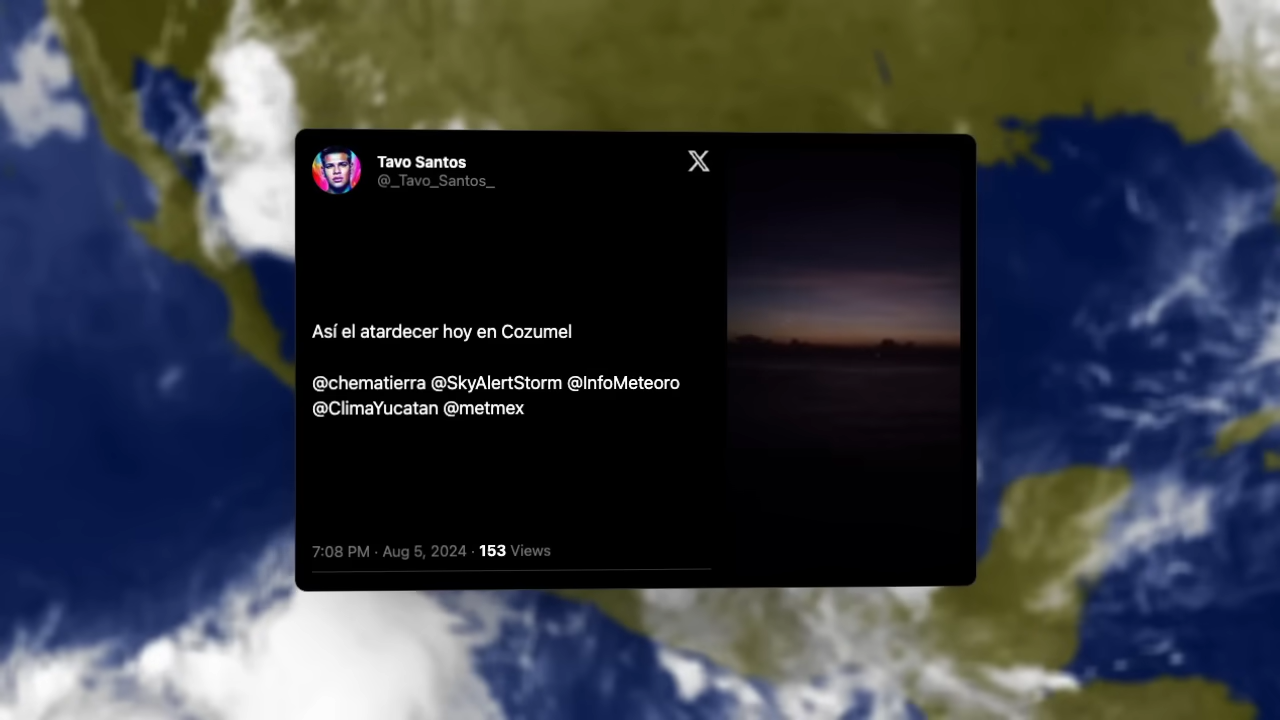 Tavo Santos
@_Tavo_Santos_
Así el atardecer hoy en Cozumel
@chematierra @SkyAlertStorm @InfoMeteoro
@ClimaYucatan @metmex
7:08 PM · Aug 5, 2024 · 153 Views